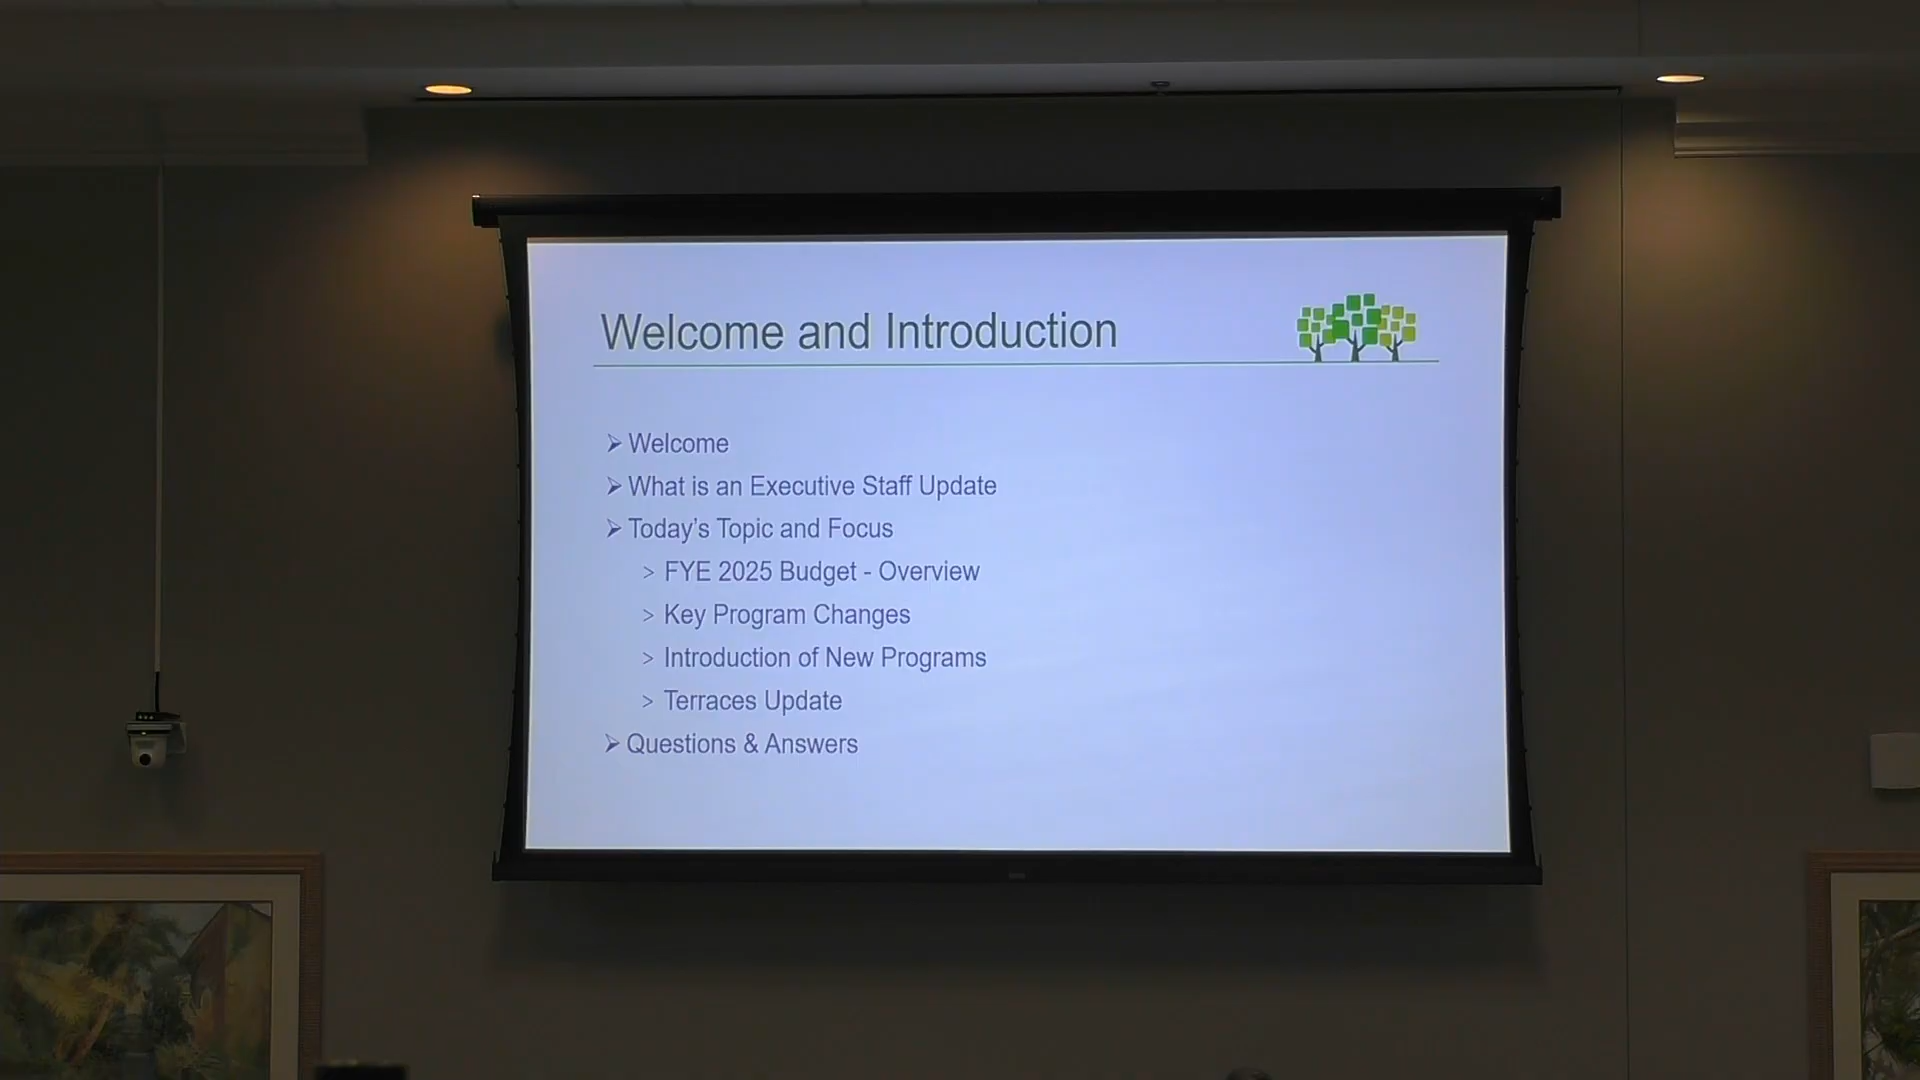 Welcome and Introduction
➢ Welcome
➢ What is an Executive Staff Update
➢ Today's Topic and Focus
> FYE 2025 Budget - Overview
> Key Program Changes
> Introduction of New Programs
> Terraces Update
➢ Questions & Answers